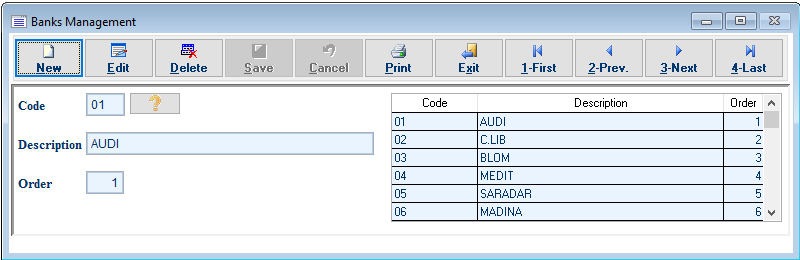 Banks Management
New Edit Delete Save Cancel Print Exit 1-First 2-Prev. 3-Next 4-Last
Code 01 ?
Description AUDI
Order 1
Code Description Order
01 AUDI 1
02 C.LIB 2
03 BLOM 3
04 MEDIT 4
05 SARADAR 5
06 MADINA 6